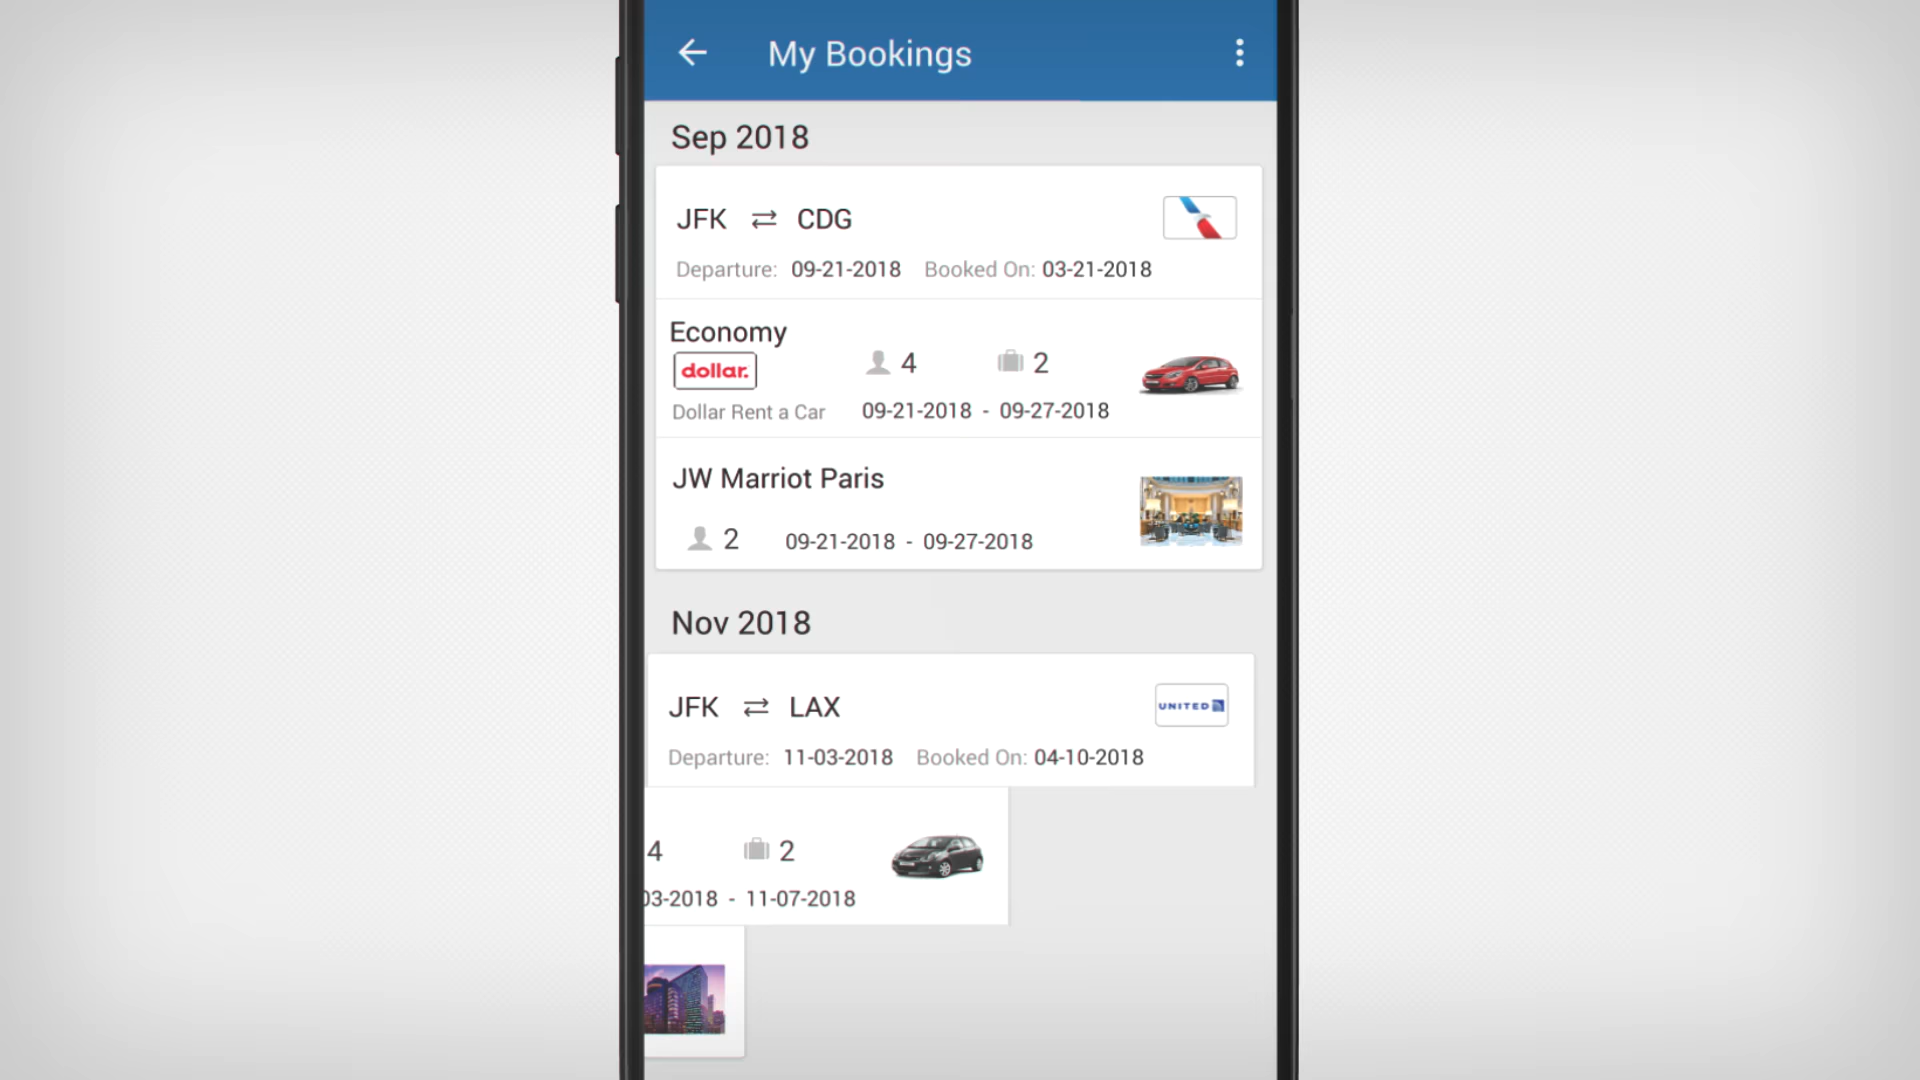 My Bookings
Sep 2018
JFK CDG
Departure: 09-21-2018 Booked On: 03-21-2018
Economy
dollar.
4 2
Dollar Rent a Car 09-21-2018 - 09-27-2018
JW Marriot Paris
2 09-21-2018 - 09-27-2018
Nov 2018
JFK LAX
UNITED
Departure: 11-03-2018 Booked On: 04-10-2018
4 2
03-2018 - 11-07-2018